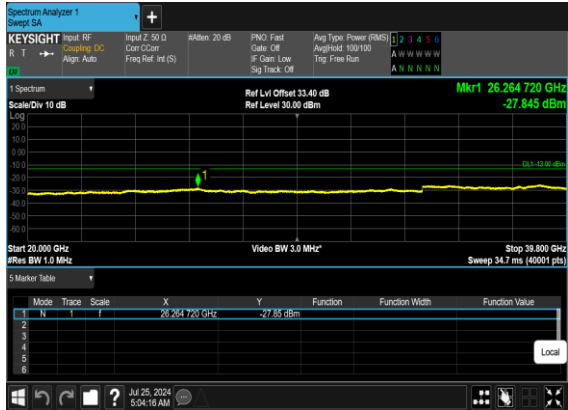 Spectrum Analyzer 1
Swept SA
+
KEYSIGHT Input: RF Input Z: 50 Ω #Atten: 20 dB PNO: Fast Avg Type: Power (RMS) 1 2 3 4 5 6
R T Coupling: DC Corr CCorr Gate: Off Avg|Hold: 100/100 A W W W W W
Align: Auto Freq Ref: Int (S) IF Gain: Low Trig: Free Run
Sig Track: Off A N N N N N
1 Spectrum
Ref Lvl Offset 33.40 dB Mkr1 26.264 720 GHz
Scale/Div 10 dB Ref Level 30.00 dBm -27.845 dBm
Log
20.0
10.0
0.00
-10.0
DL1 -13.00 dBm
1
-20.0
-30.0
-40.0
-50.0
-60.0
Start 20.000 GHz Video BW 3.0 MHz* Stop 39.800 GHz
#Res BW 1.0 MHz Sweep 34.7 ms (40001 pts)
5 Marker Table
Mode Trace Scale X Y Function Function Width Function Value
1 N 1 f 26.264 720 GHz -27.85 dBm
2
3
4
5
6
Local
? Jul 25, 2024
5:04:16 AM